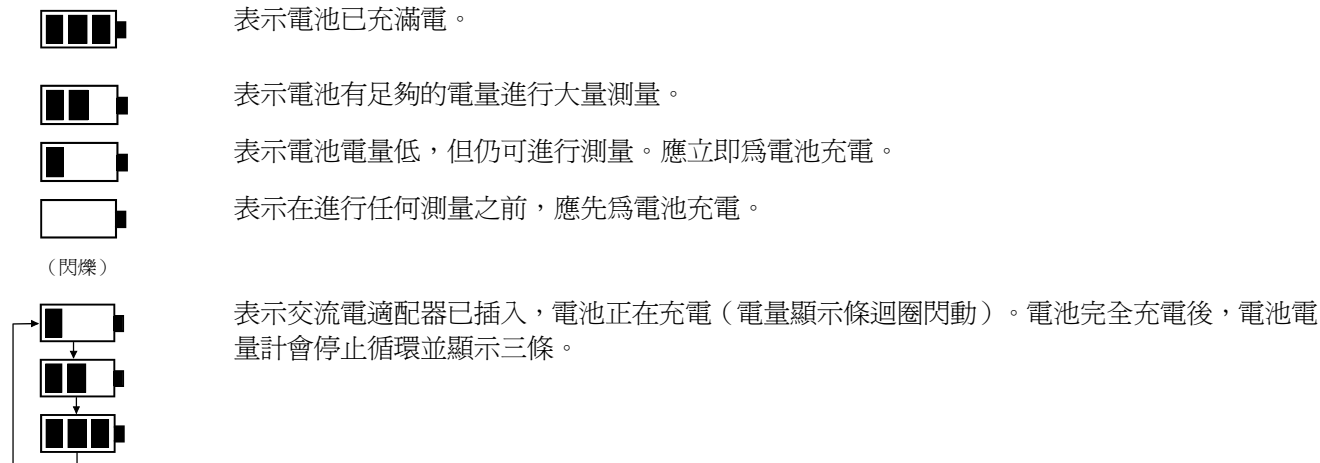 表示電池已充滿電。
表示電池有足夠的電量進行大量測量。
表示電池電量低，但仍可進行測量。應立即爲電池充電。
表示在進行任何測量之前，應先爲電池充電。
（閃爍）
表示交流電適配器已插入，電池正在充電（電量顯示條迴圈閃動）。電池完全充電後，電池電
量計會停止循環並顯示三條。